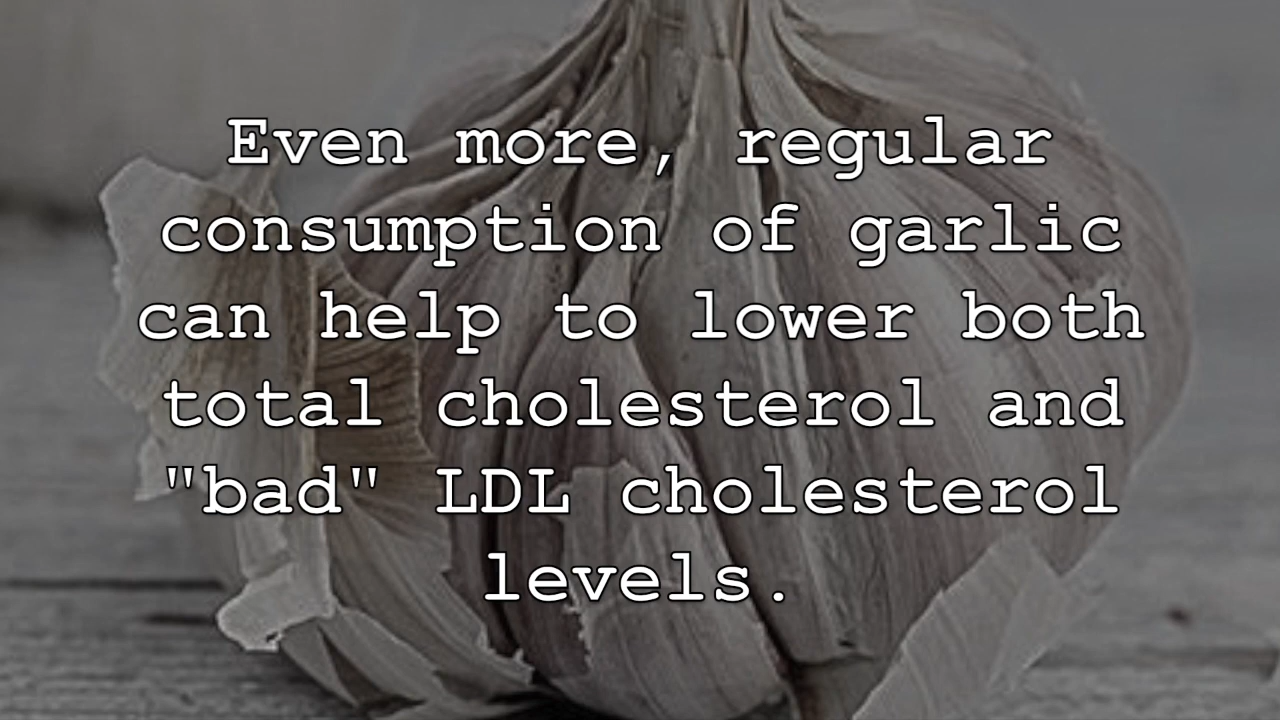 Even more, regular
consumption of garlic
can help to lower both
total cholesterol and
"bad" LDL cholesterol
levels.